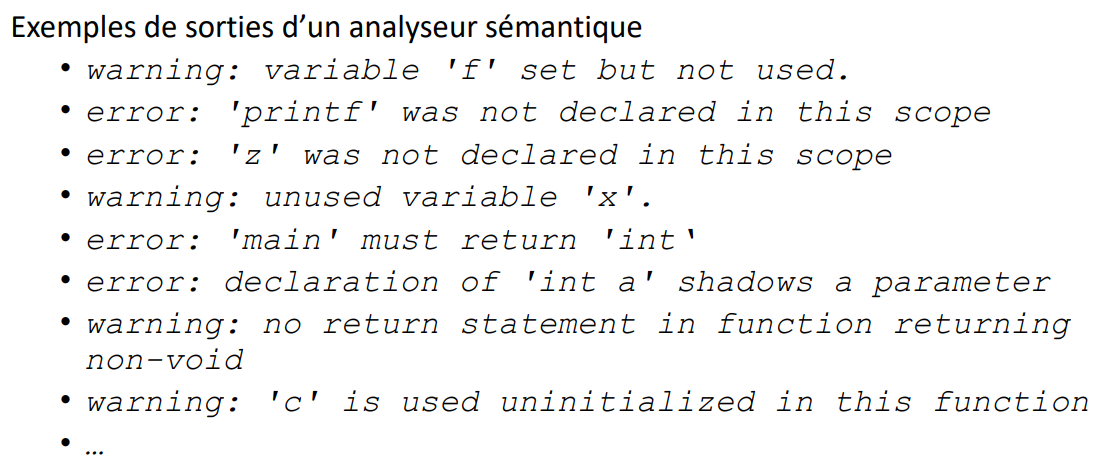 Exemples de sorties d’un analyseur sémantique
• warning: variable 'f' set but not used.
• error: 'printf' was not declared in this scope
• error: 'z' was not declared in this scope
• warning: unused variable 'x'.
• error: 'main' must return 'int‘
• error: declaration of 'int a' shadows a parameter
• warning: no return statement in function returning
non-void
• warning: 'c' is used uninitialized in this function
• …